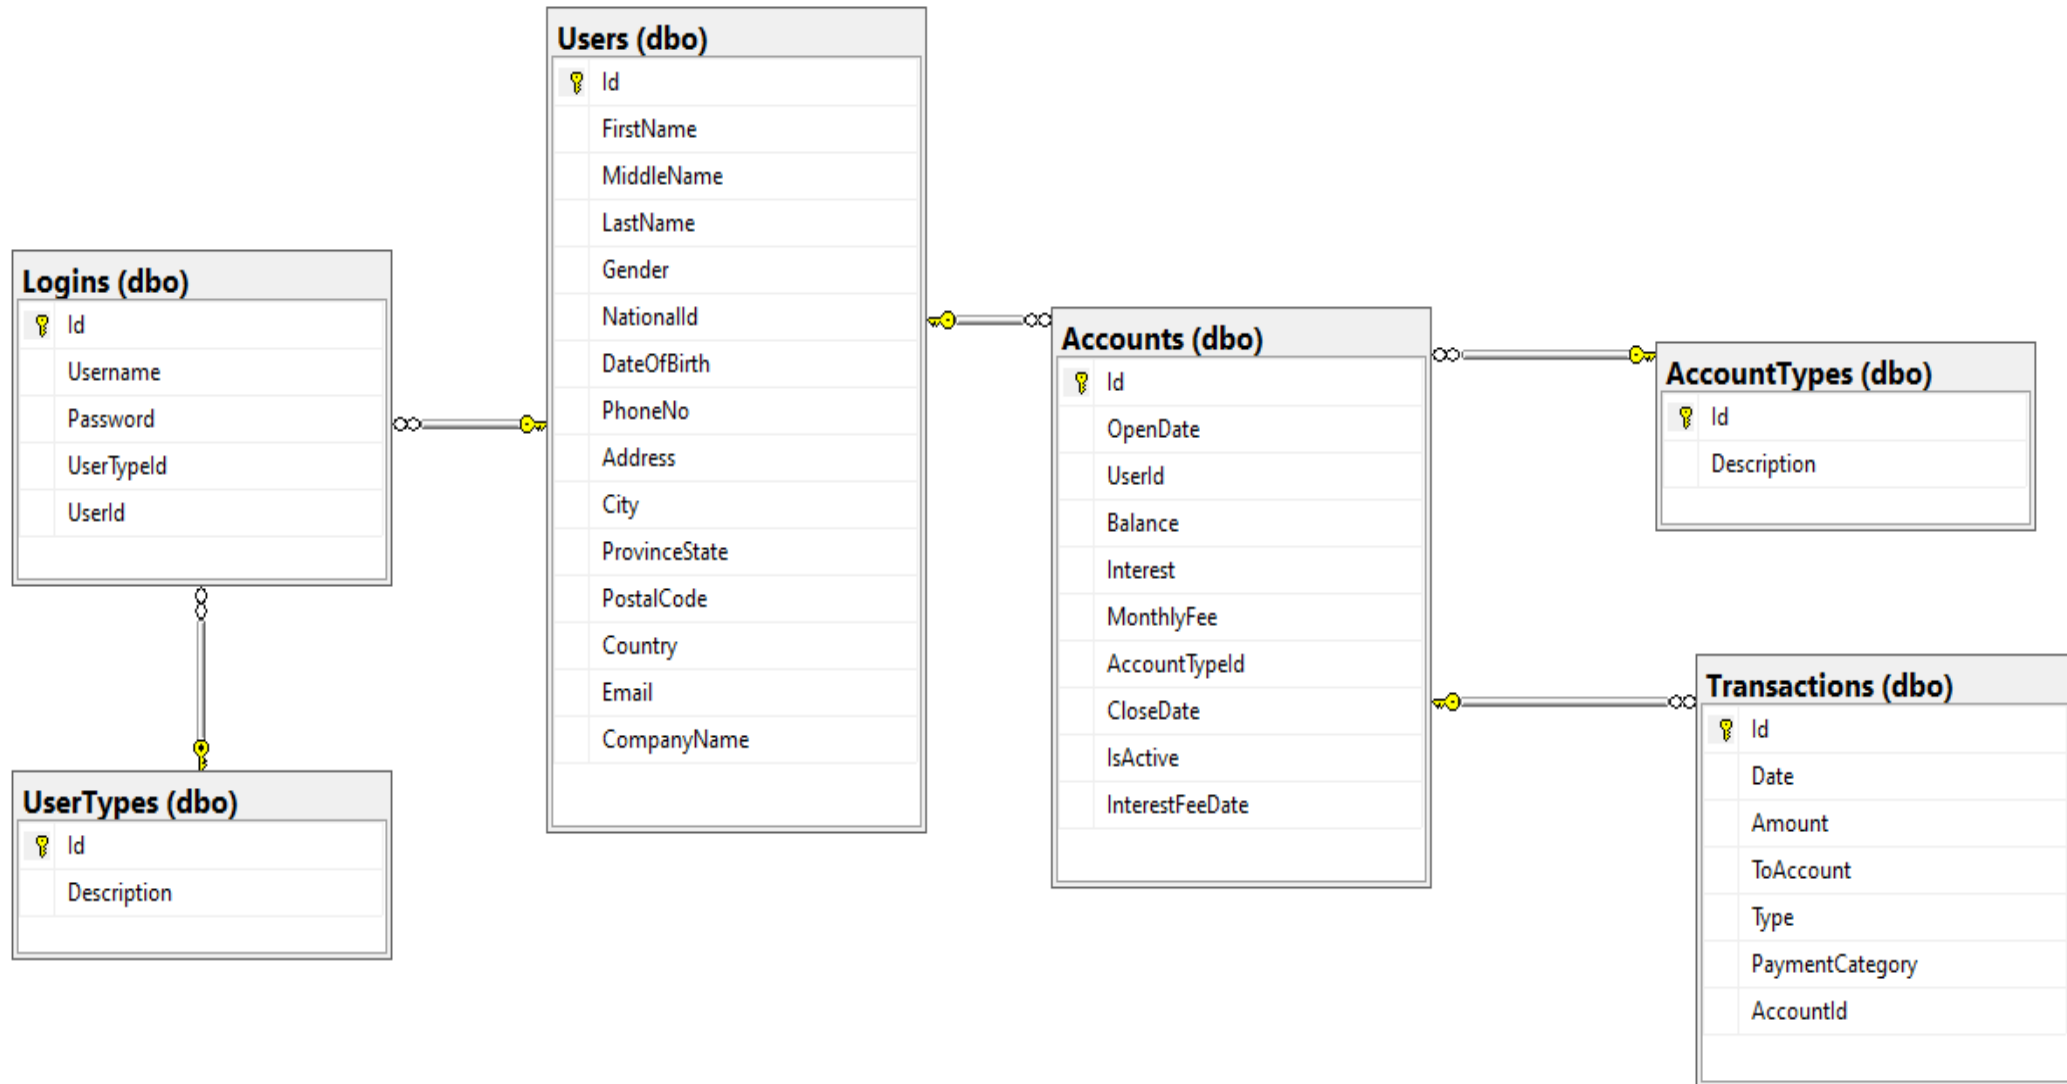 Users (dbo)
Id
FirstName
MiddleName
LastName
Gender
NationalId
DateOfBirth
PhoneNo
Address
City
ProvinceState
PostalCode
Country
Email
CompanyName
Logins (dbo)
Id
Username
Password
UserTypeId
UserId
UserTypes (dbo)
Id
Description
Accounts (dbo)
Id
OpenDate
UserId
Balance
Interest
MonthlyFee
AccountTypeId
CloseDate
IsActive
InterestFeeDate
AccountTypes (dbo)
Id
Description
Transactions (dbo)
Id
Date
Amount
ToAccount
Type
PaymentCategory
AccountId